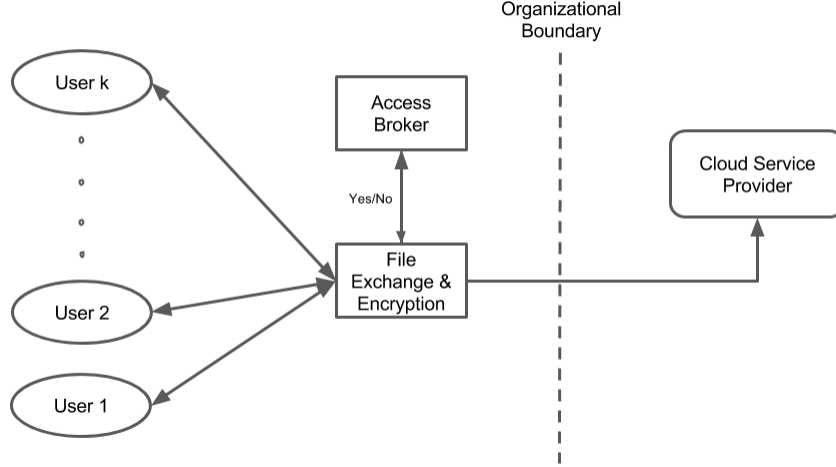 Organizational
Boundary
User k
Access
Broker
Cloud Service
Provider
Yes/No
File
Exchange &
Encryption
User 2
User 1